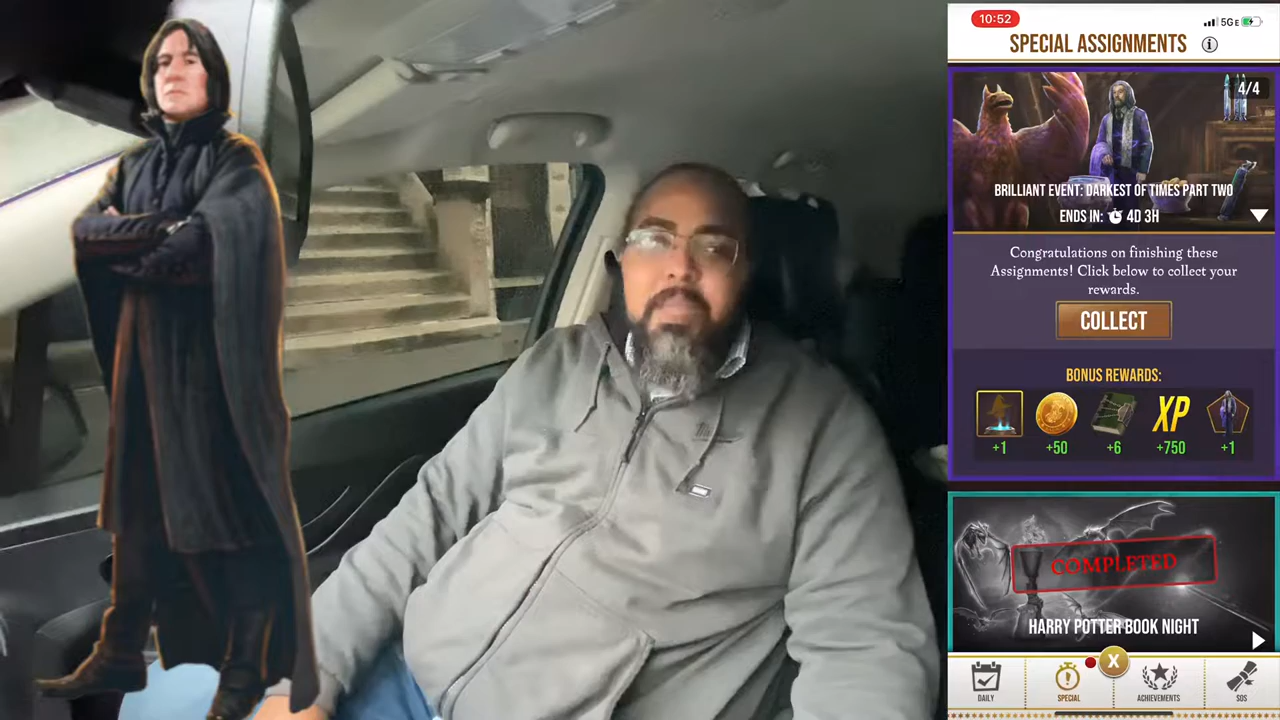 10:52
5GE
SPECIAL ASSIGNMENTS
4/4
BRILLIANT EVENT: DARKEST OF TIMES PART TWO
ENDS IN: 4D 3H
Congratulations on finishing these
Assignments! Click below to collect your
rewards.
COLLECT
BONUS REWARDS:
XP
+1 +50 +6 +750 +1
COMPLETED
HARRY POTTER BOOK NIGHT
X
DAILY SPECIAL ACHIEVEMENTS SOS